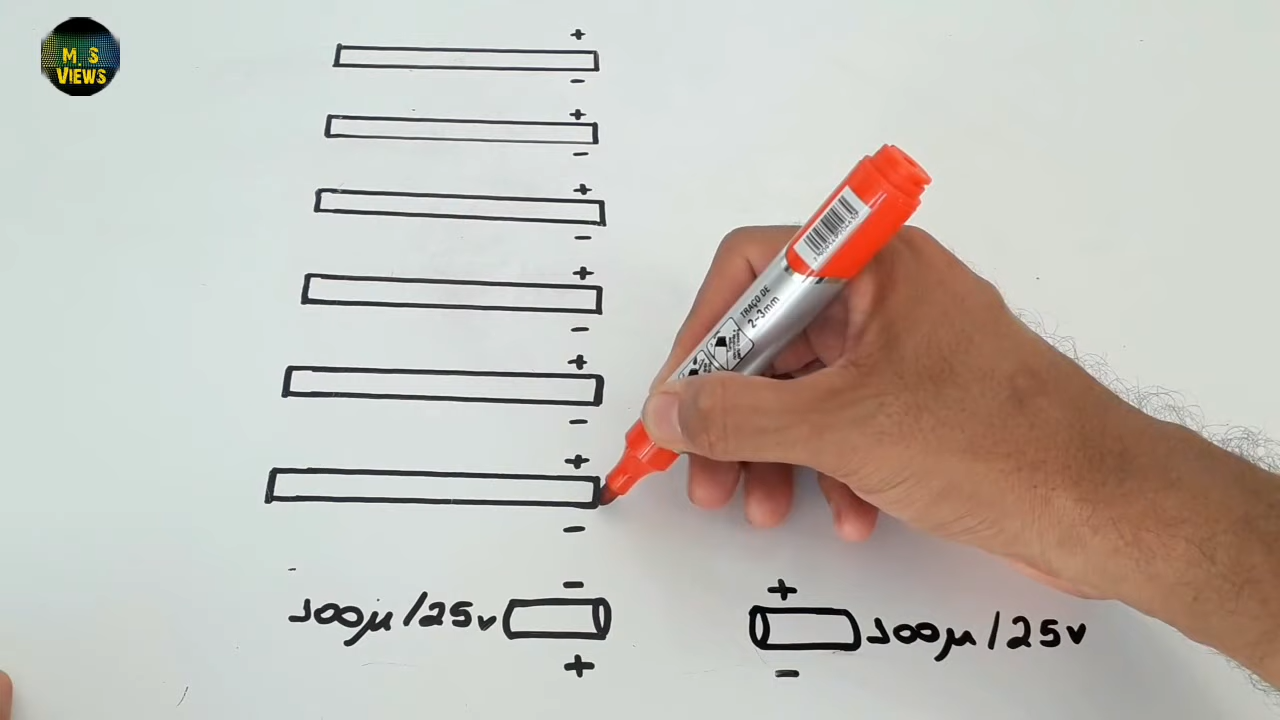 M.S
VIEWS
+
-
+
-
+
-
+
-
+
-
+
-
TRAÇO DE
2-3mm
-
100µ/25v
+
+
100µ/25v
-